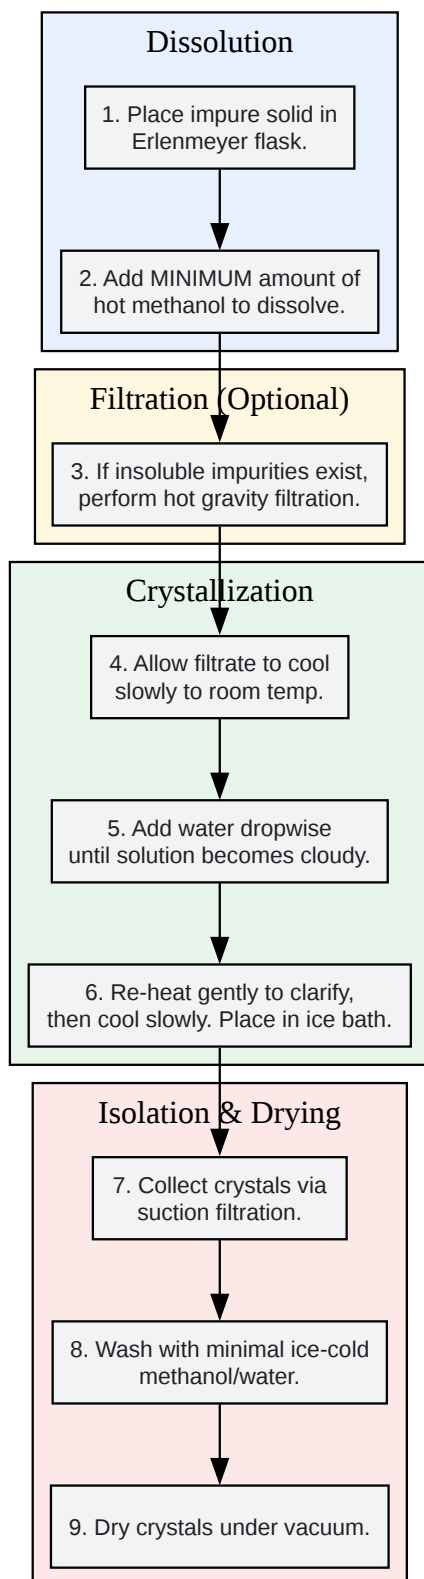 Dissolution
1. Place impure solid in
Erlenmeyer flask.
2. Add MINIMUM amount of
hot methanol to dissolve.
Filtration (Optional)
3. If insoluble impurities exist,
perform hot gravity filtration.
Crystallization
4. Allow filtrate to cool
slowly to room temp.
5. Add water dropwise
until solution becomes cloudy.
6. Re-heat gently to clarify,
then cool slowly. Place in ice bath.
Isolation & Drying
7. Collect crystals via
suction filtration.
8. Wash with minimal ice-cold
methanol/water.
9. Dry crystals under vacuum.